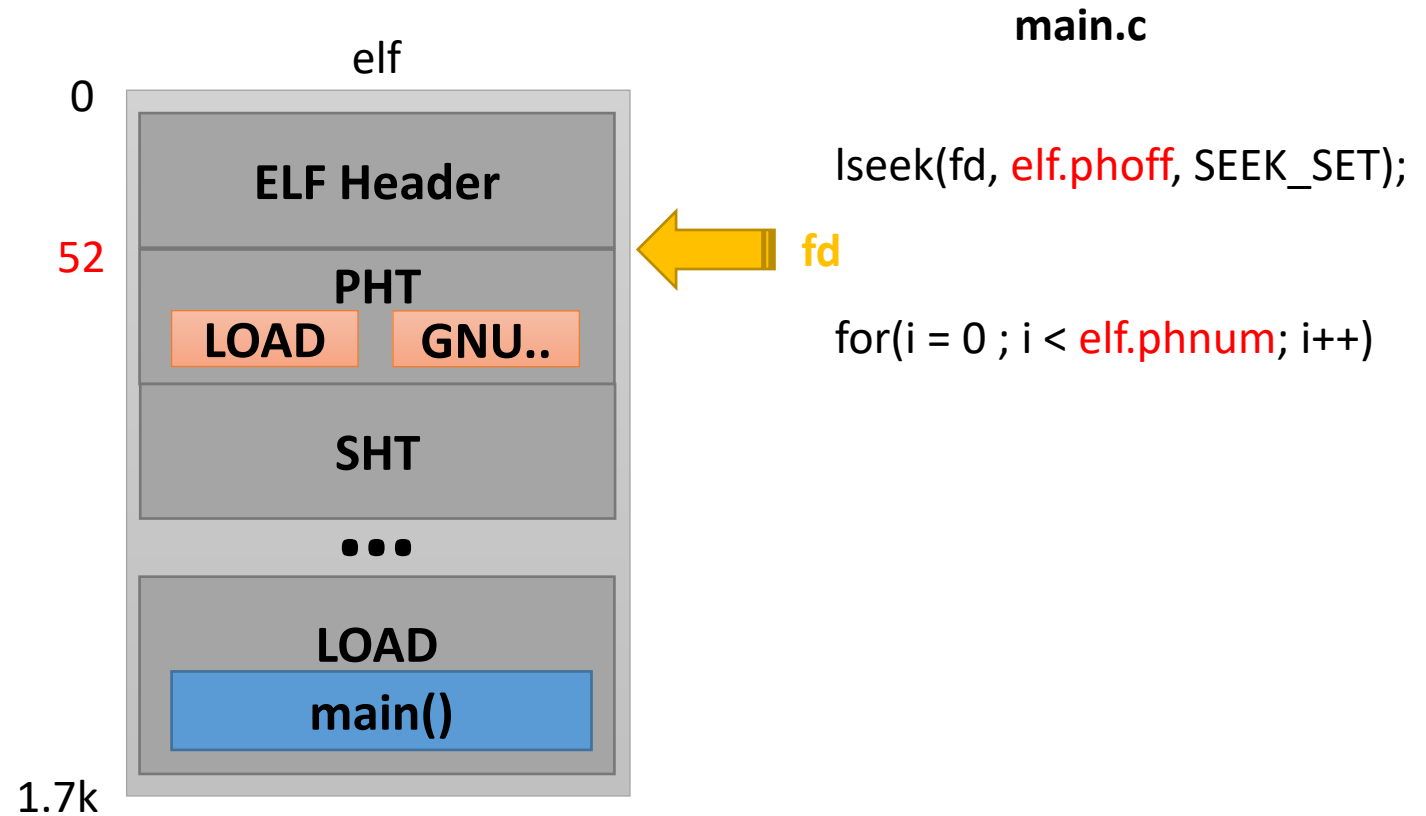 main.c
elf
0
ELF Header
lseek(fd, elf.phoff, SEEK_SET);
52
fd
PHT
LOAD GNU..
for(i = 0 ; i < elf.phnum; i++)
SHT
...
LOAD
main()
1.7k